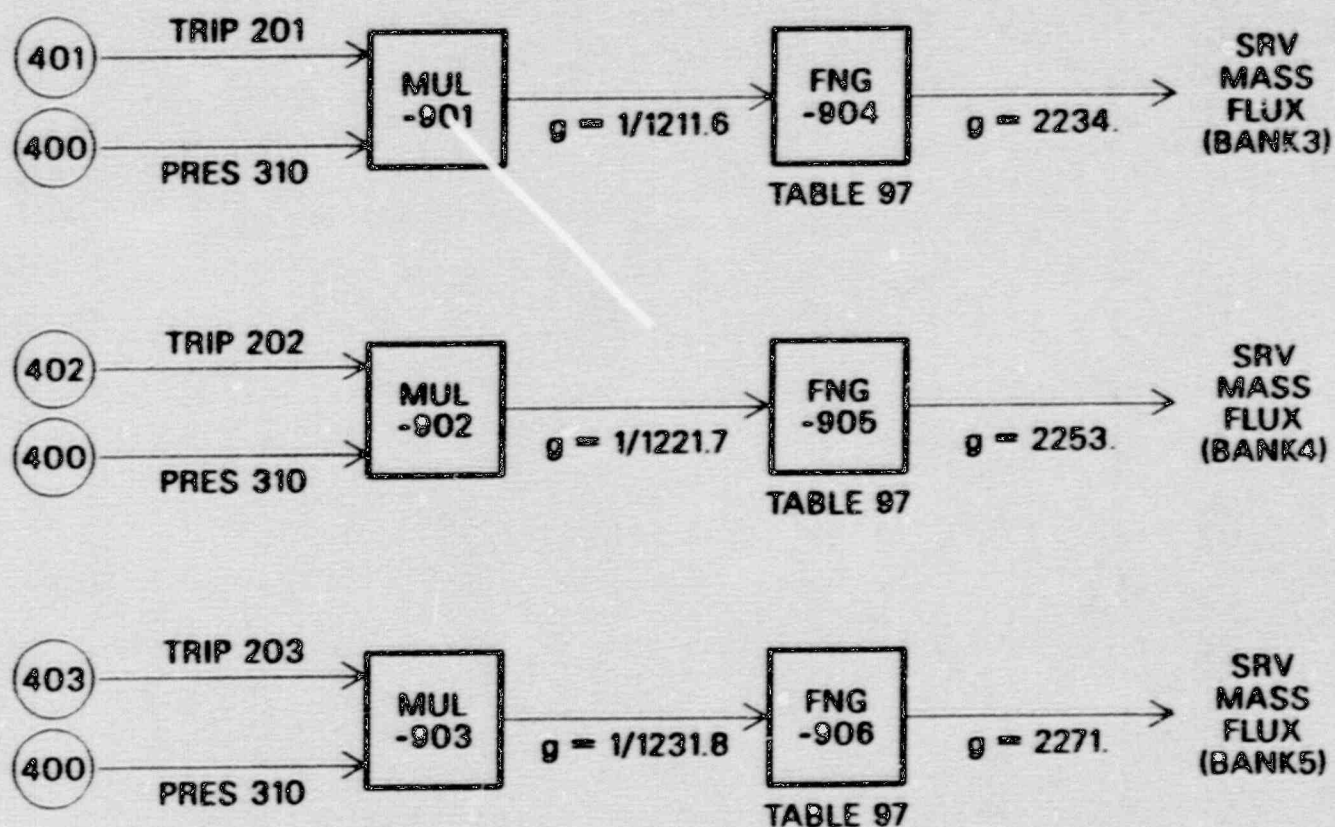 401
TRIP 201
400
PRES 310
MUL
-901
g = 1/1211.6
FNG
-904
TABLE 97
g = 2234.
SRV
MASS
FLUX
(BANK3)
402
TRIP 202
400
PRES 310
MUL
-902
g = 1/1221.7
FNG
-905
TABLE 97
g = 2253.
SRV
MASS
FLUX
(BANK4)
403
TRIP 203
400
PRES 310
MUL
-903
g = 1/1231.8
FNG
-906
TABLE 97
g = 2271.
SRV
MASS
FLUX
(BANK5)